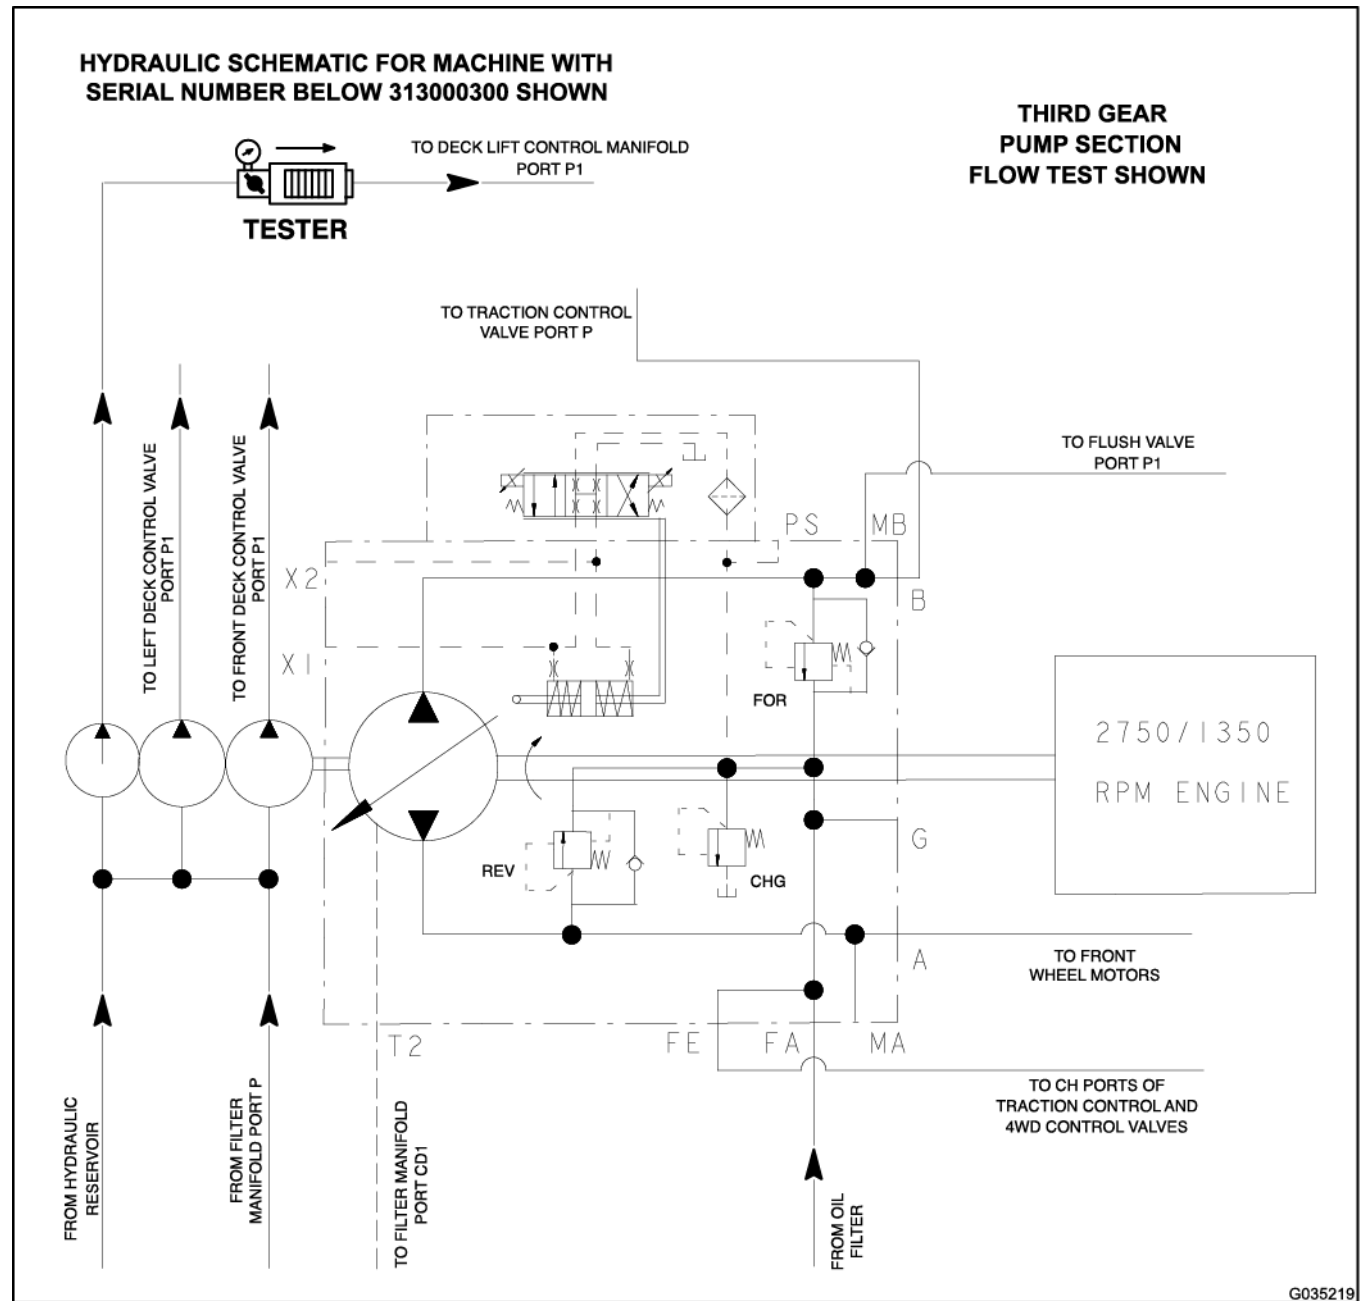 HYDRAULIC SCHEMATIC FOR MACHINE WITH
SERIAL NUMBER BELOW 313000300 SHOWN
THIRD GEAR
PUMP SECTION
FLOW TEST SHOWN
TO DECK LIFT CONTROL MANIFOLD
PORT P1
TESTER
TO TRACTION CONTROL
VALVE PORT P
TO FLUSH VALVE
PORT P1
TO LEFT DECK CONTROL VALVE
PORT P1
TO FRONT DECK CONTROL VALVE
PORT P1
PS
MB
X2
B
X1
FOR
2750/1350
RPM ENGINE
G
REV
CHG
A
TO FRONT
WHEEL MOTORS
T2
FE
FA
MA
TO CH PORTS OF
TRACTION CONTROL AND
4WD CONTROL VALVES
FROM HYDRAULIC
RESERVOIR
FROM FILTER
MANIFOLD PORT P
TO FILTER MANIFOLD
PORT CD1
FROM OIL
FILTER
G035219